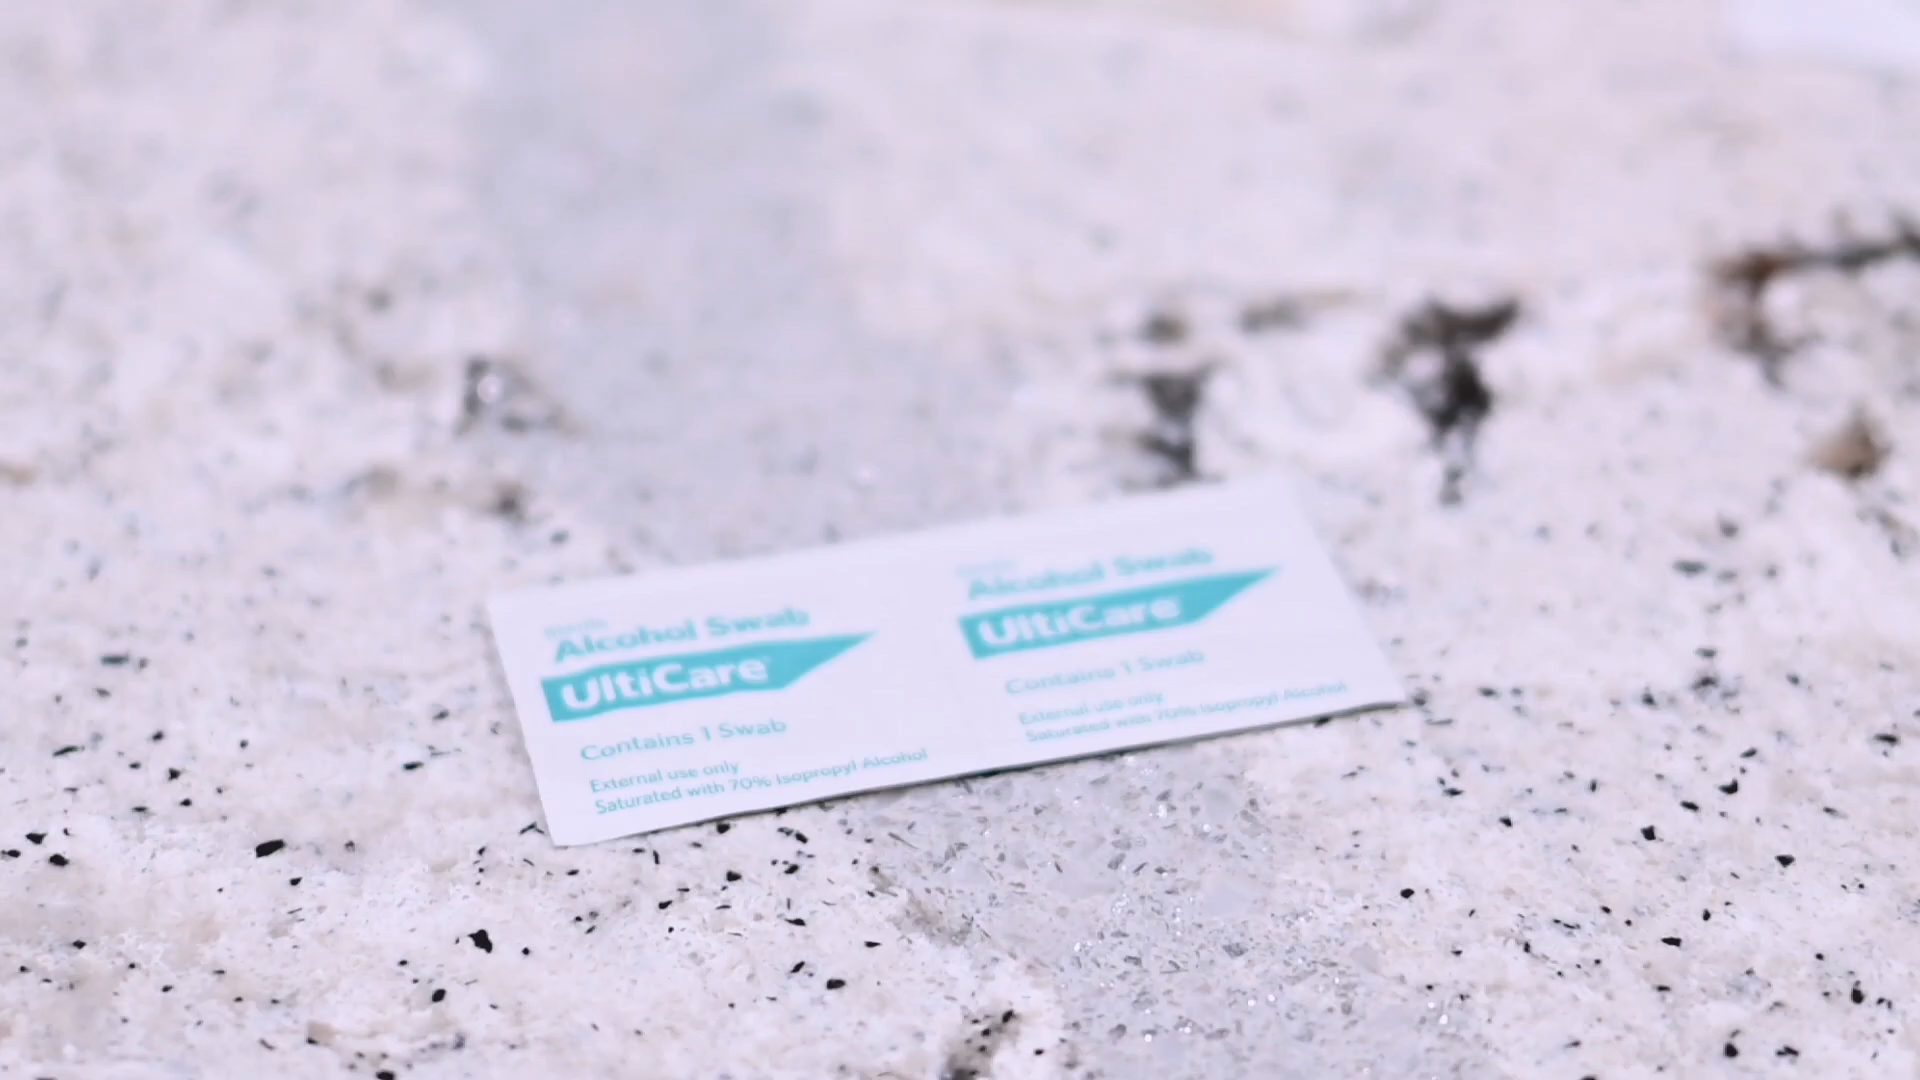 Alcohol Swab
UltiCare
Contains 1 Swab
External use only
Saturated with 70% Isopropyl Alcohol
Alcohol Swab
UltiCare
Contains 1 Swab
External use only
Saturated with 70% Isopropyl Alcohol